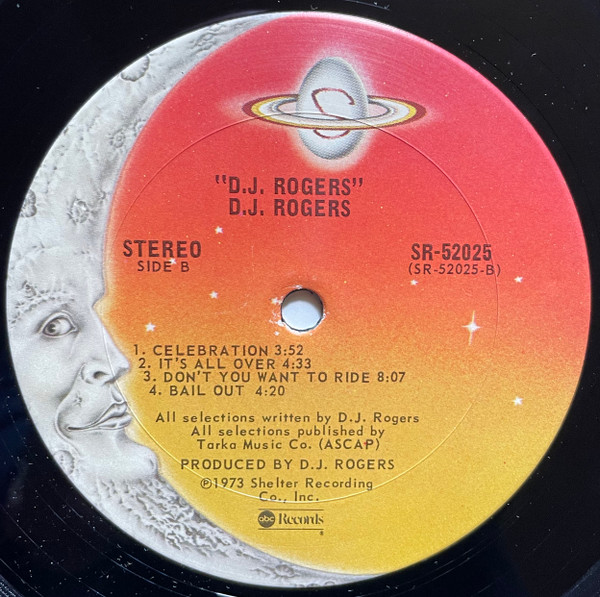 S
"D.J. ROGERS"
D.J. ROGERS
STEREO
SIDE B
SR-52025
(SR-52025-B)
1. CELEBRATION 3:52
2. IT'S ALL OVER 4:33
3. DON'T YOU WANT TO RIDE 8:07
4. BAIL OUT 4:20
All selections written by D.J. Rogers
All selections published by
Tarka Music Co. (ASCAP)
PRODUCED BY D.J. ROGERS
℗1973 Shelter Recording
Co., Inc.
abc Records